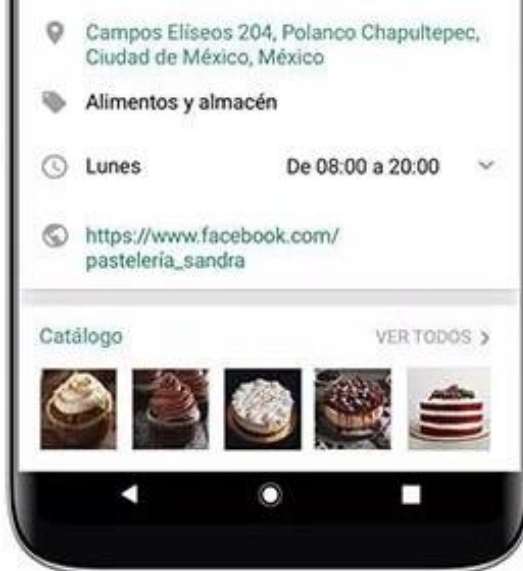 Campos Elíseos 204, Polanco Chapultepec,
Ciudad de México, México
Alimentos y almacén
Lunes De 08:00 a 20:00
https://www.facebook.com/
pastelería_sandra
Catálogo VER TODOS